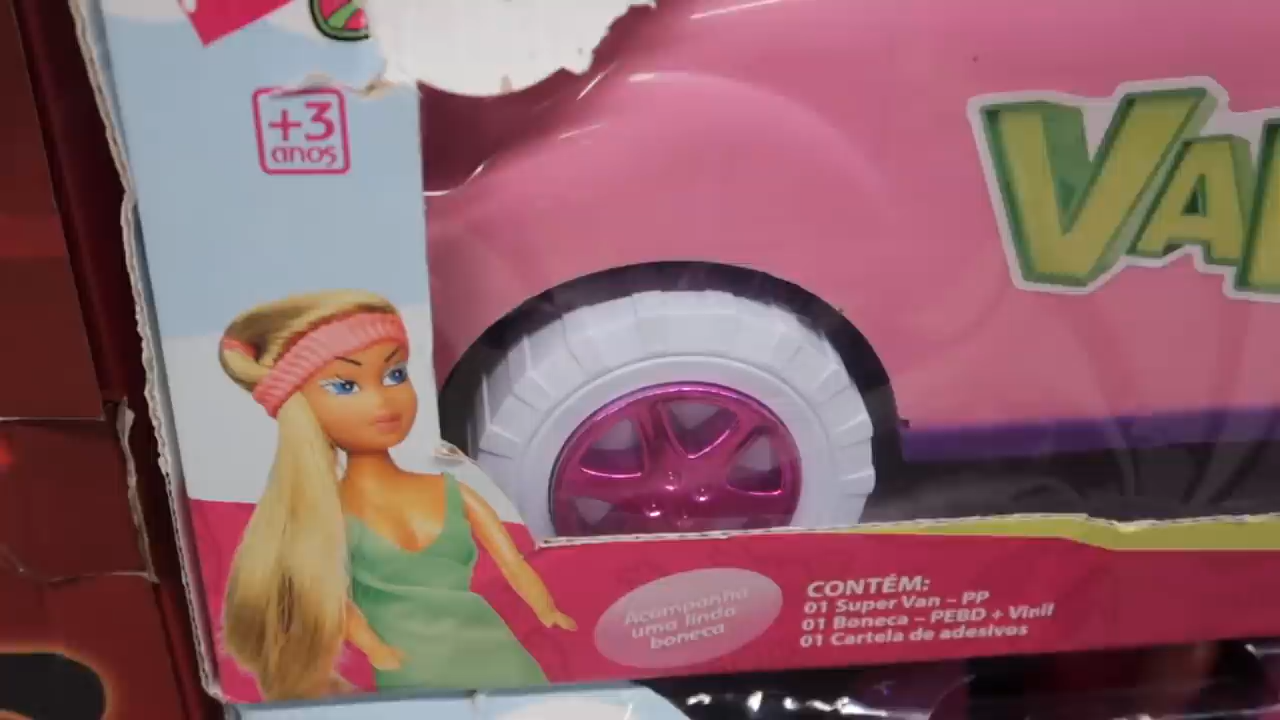 +3
anos
VA
Acompanha
uma linda
boneca
CONTÉM:
01 Super Van – PP
01 Boneca – PEBD + Vinil
01 Cartela de adesivos